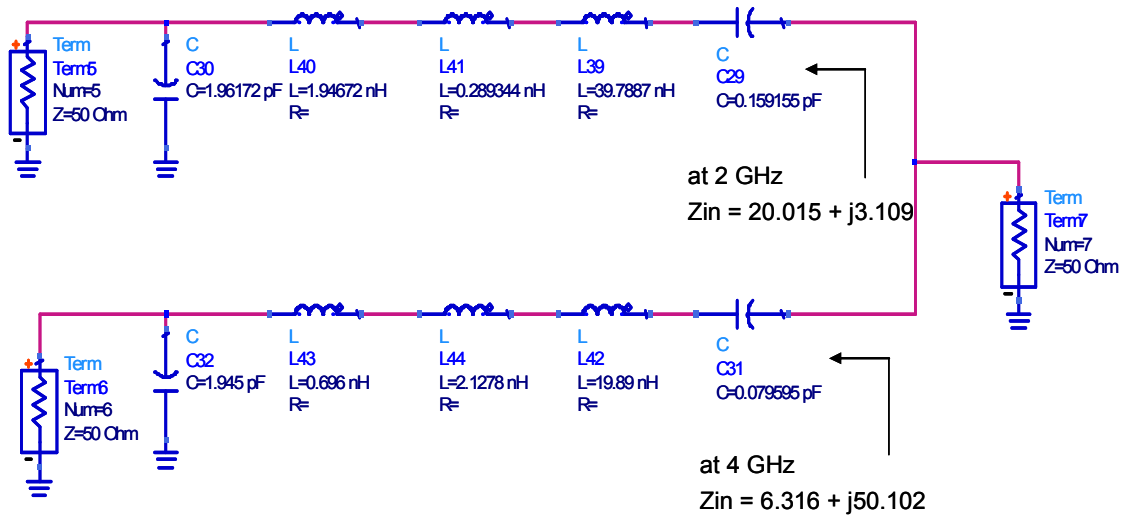 Term
Term5
Num=5
Z=50 Ohm
C
C30
C=1.96172 pF
L
L40
L=1.94672 nH
R=
L
L41
L=0.289344 nH
R=
L
L39
L=39.7887 nH
R=
C
C29
C=0.159155 pF
at 2 GHz
Zin = 20.015 + j3.109
Term
Term7
Num=7
Z=50 Ohm
Term
Term6
Num=6
Z=50 Ohm
C
C32
C=1.945 pF
L
L43
L=0.696 nH
R=
L
L44
L=2.1278 nH
R=
L
L42
L=19.89 nH
R=
C
C31
C=0.079595 pF
at 4 GHz
Zin = 6.316 + j50.102